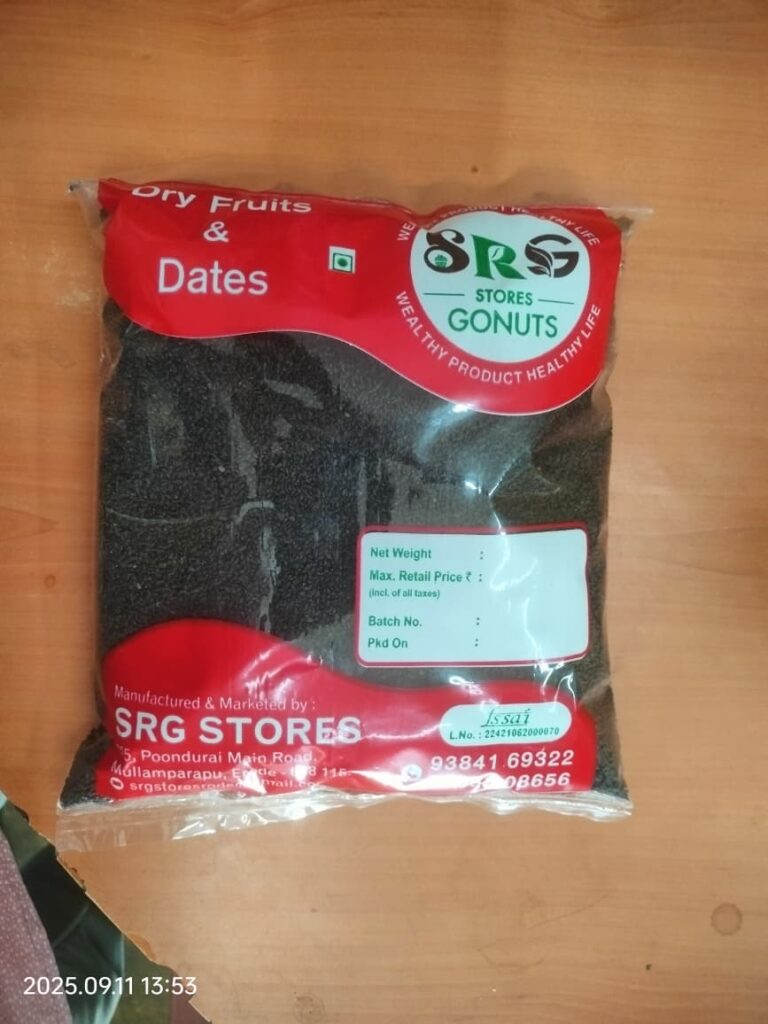 Dry Fruits
&
Dates
PRODUCT HEALTHY LIFE
SRG
STORES
GONUTS
WEALTHY PRODUCT HEALTHY LIFE
Net Weight :
Max. Retail Price ₹ :
(incl. of all taxes)
Batch No. :
Pkd On :
Manufactured & Marketed by :
SRG STORES
Poondurai Main Road,
Mullamparapu,
fssai
L.No. : 22421062000070
93841 69322
2025.09.11 13:53